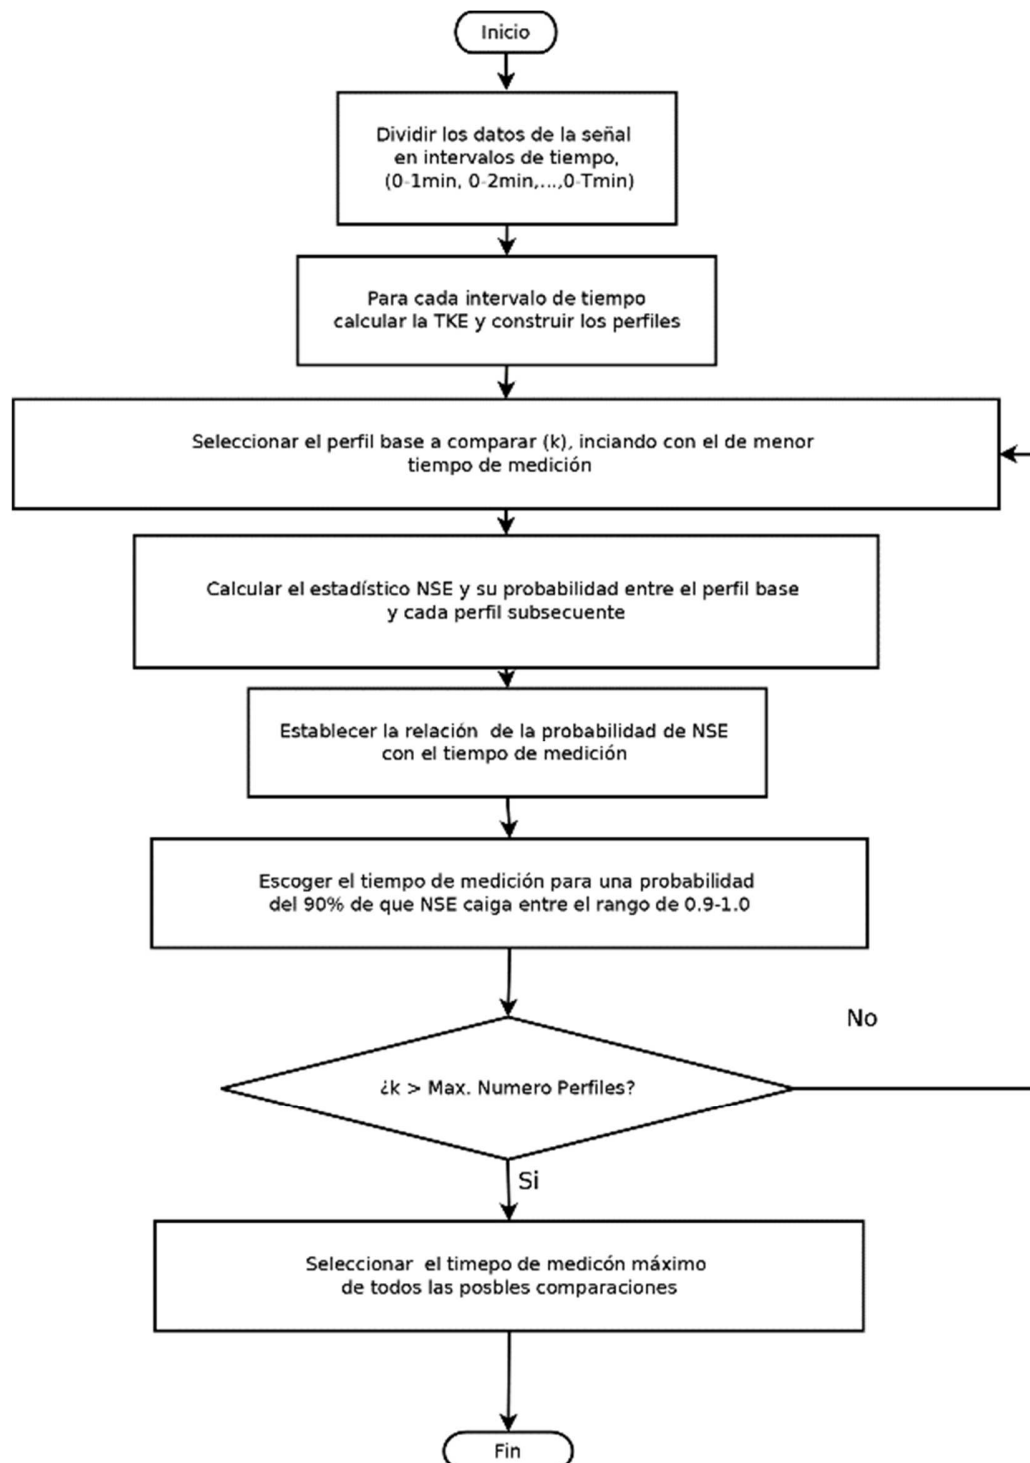 Inicio
Dividir los datos de la señal
en intervalos de tiempo,
(0-1min, 0-2min,...,0-Tmin)
Para cada intervalo de tiempo
calcular la TKE y construir los perfiles
Seleccionar el perfil base a comparar (k), inciando con el de menor
tiempo de medición
Calcular el estadístico NSE y su probabilidad entre el perfil base
y cada perfil subsecuente
Establecer la relación de la probabilidad de NSE
con el tiempo de medición
Escoger el tiempo de medición para una probabilidad
del 90% de que NSE caiga entre el rango de 0.9-1.0
No
¿k > Max. Numero Perfiles?
Si
Seleccionar el timepo de medicón máximo
de todos las posbles comparaciones
Fin